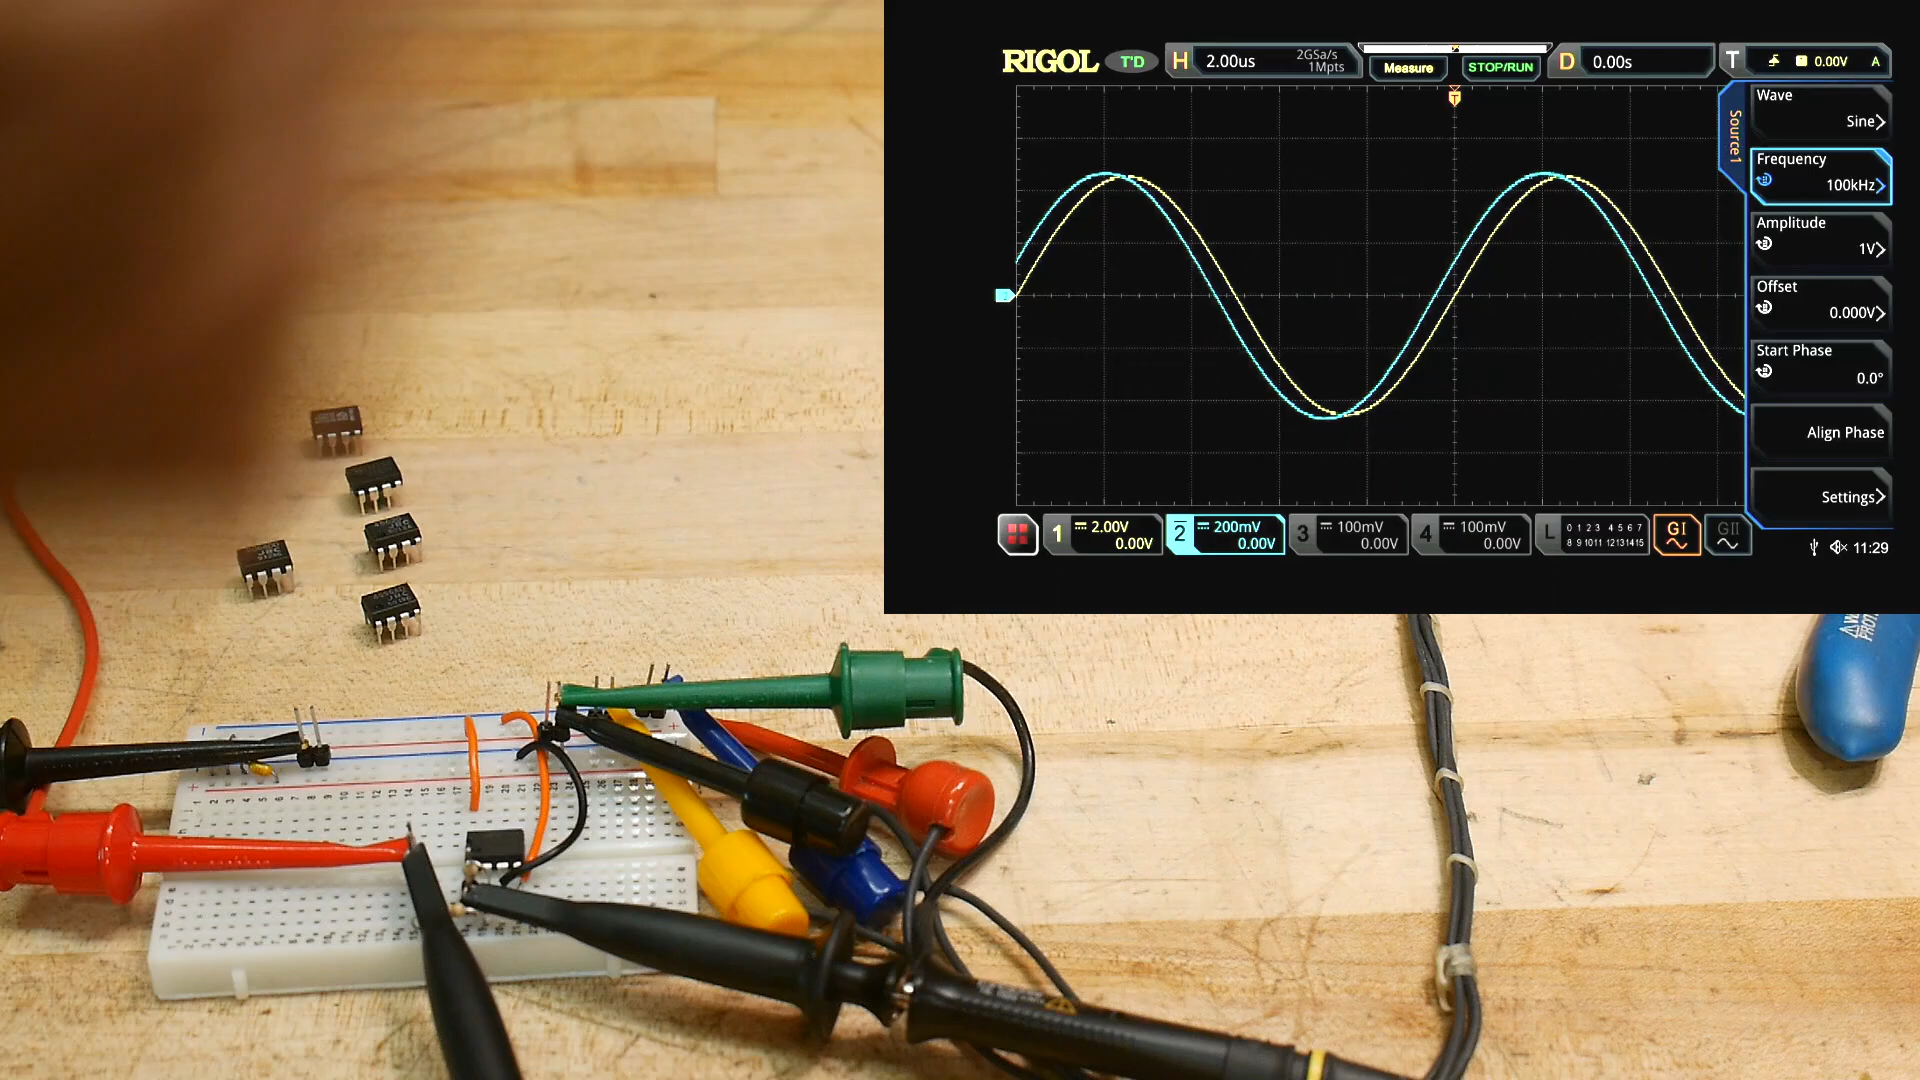 RIGOL T'D H 2.00us 2GSa/s 1Mpts Measure STOP/RUN D 0.00s T 0.00V A
T
Source1
Wave
Sine
Frequency
100kHz
Amplitude
1V
Offset
0.000V
Start Phase
0.0°
Align Phase
Settings
1 2.00V 0.00V
2 200mV 0.00V
3 100mV 0.00V
4 100mV 0.00V
L 0 1 2 3 4 5 6 7
8 9 10 11 12 13 14 15
GI GII
11:29